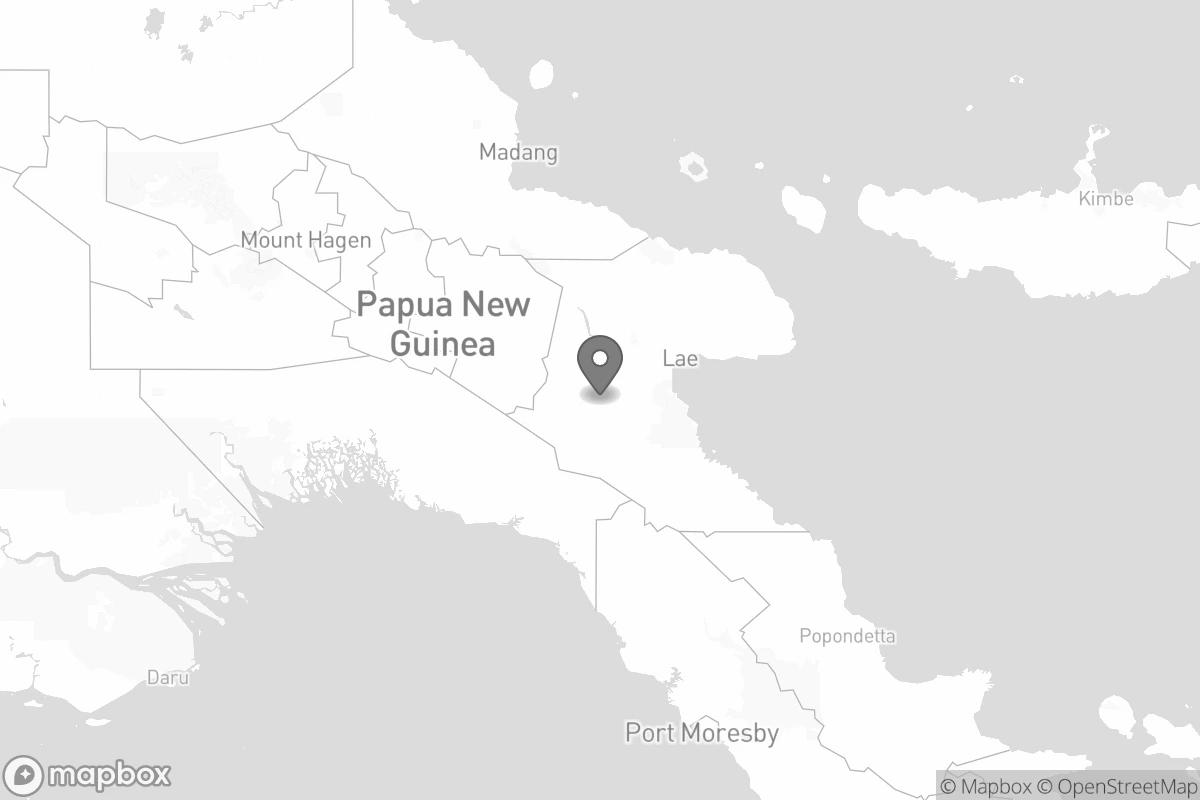 Madang
Kimbe
Mount Hagen
Papua New
Guinea
Lae
Popondetta
Daru
Port Moresby
mapbox
© Mapbox © OpenStreetMap